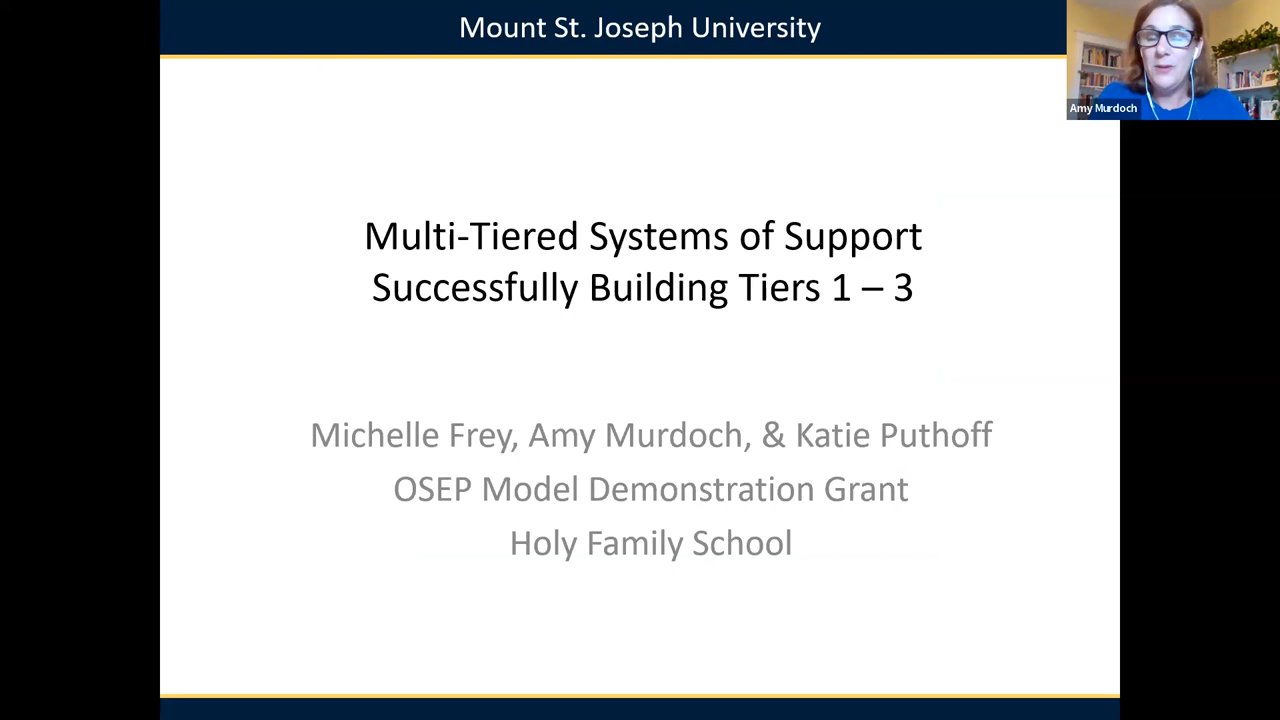 Mount St. Joseph University
Amy Murdoch
Multi-Tiered Systems of Support
Successfully Building Tiers 1 – 3
Michelle Frey, Amy Murdoch, & Katie Puthoff
OSEP Model Demonstration Grant
Holy Family School